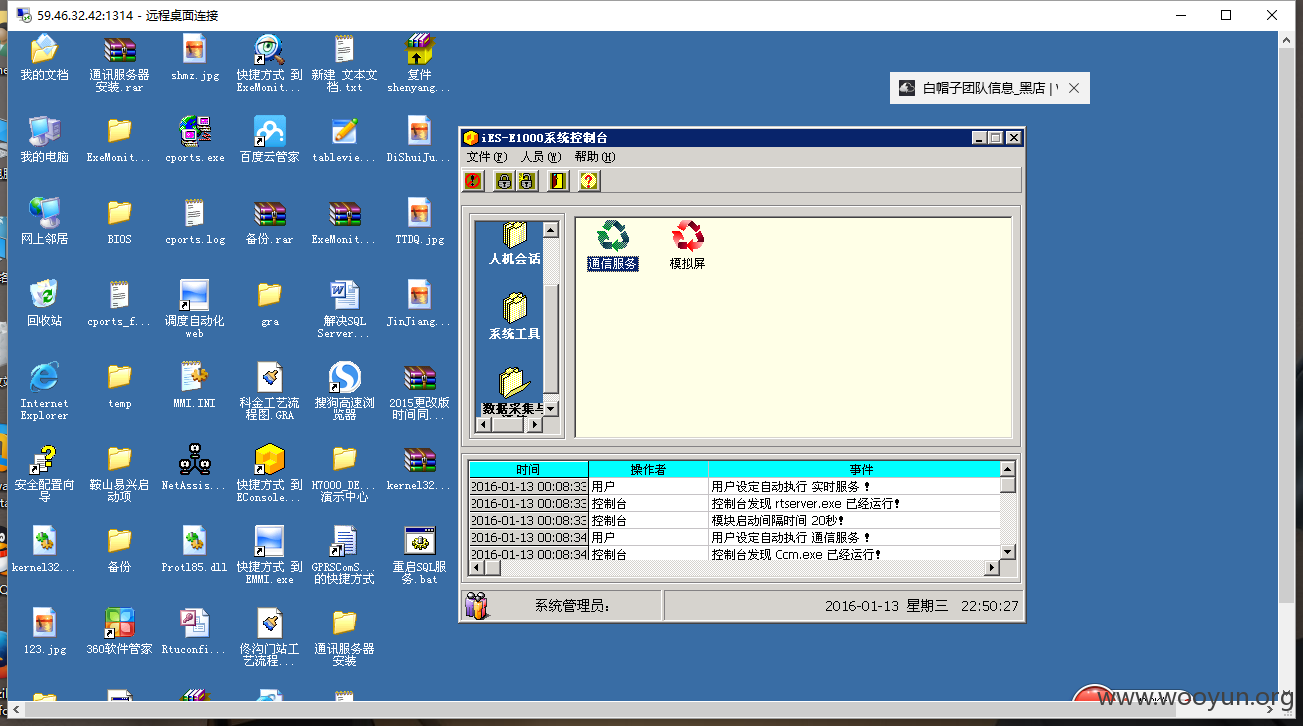 59.46.32.42:1314 - 远程桌面连接
我的文档
通讯服务器
安装.rar
shmz.jpg
快捷方式 到
ExeMonit...
新建 文本文
档.txt
复件
shenyang...
白帽子团队信息_黑店 |
我的电脑
ExeMonit...
cports.exe
百度云管家
tablevie...
DiShuiJu...
网上邻居
BIOS
cports.log
备份.rar
ExeMonit...
TTDQ.jpg
回收站
cports_f...
调度自动化
web
gra
解决SQL
Server...
JinJiang...
Internet
Explorer
temp
MMI.INI
科金工艺流
程图.GRA
搜狗高速浏
览器
2015更改版
时间同...
安全配置向
导
鞍山易兴启
动项
NetAssis...
快捷方式 到
EConsole...
H7000_DE...
演示中心
kernel32...
kernel32...
备份
Protl85.dll
快捷方式 到
EMMI.exe
GPRSComS...
的快捷方式
重启SQL服
务.bat
123.jpg
360软件管家
Rtuconfi...
佟沟门站工
艺流程...
通讯服务器
安装
iES-E1000系统控制台
文件(F) 人员(W) 帮助(H)
人机会话
系统工具
数据采集与
通信服务
模拟屏
时间 操作者 事件
2016-01-13 00:08:33 用户 用户设定自动执行 实时服务 !
2016-01-13 00:08:33 控制台 控制台发现 rtserver.exe 已经运行!
2016-01-13 00:08:33 控制台 模块启动间隔时间 20秒!
2016-01-13 00:08:34 用户 用户设定自动执行 通信服务 !
2016-01-13 00:08:34 控制台 控制台发现 Ccm.exe 已经运行!
系统管理员:
2016-01-13 星期三 22:50:27
www.wooyun.org